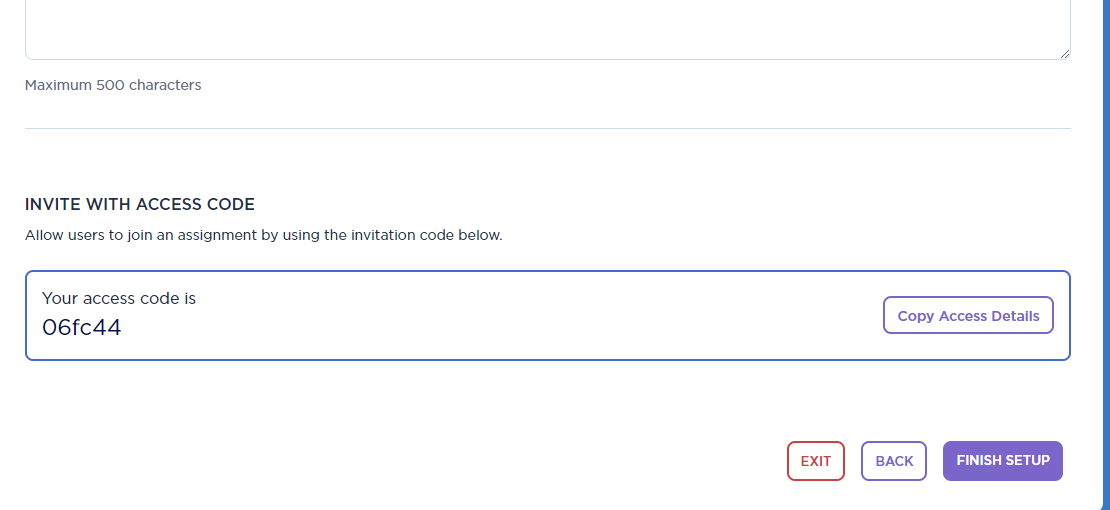 Maximum 500 characters
INVITE WITH ACCESS CODE
Allow users to join an assignment by using the invitation code below.
Your access code is
06fc44
Copy Access Details
EXIT
BACK
FINISH SETUP